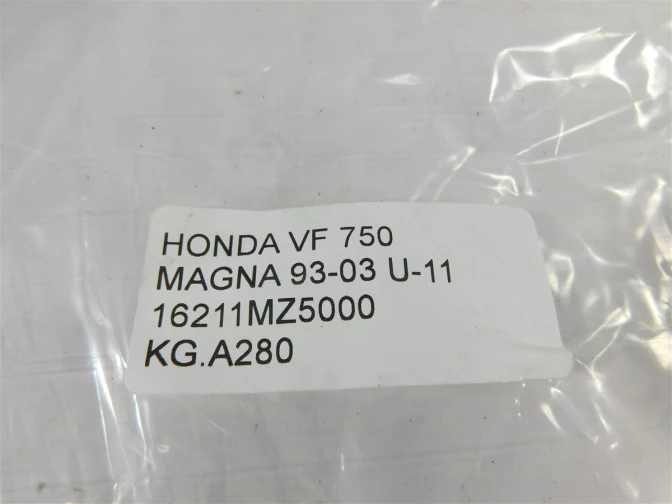 HONDA VF 750
MAGNA 93-03 U-11
16211MZ5000
KG.A280